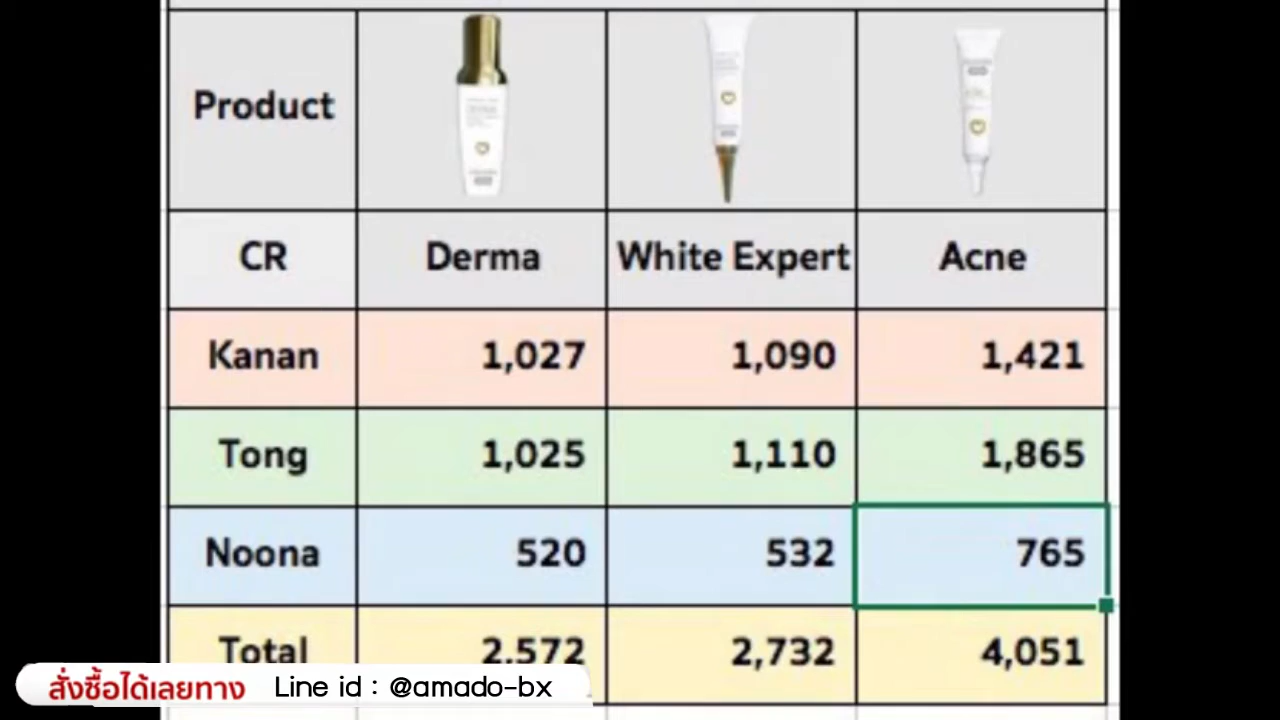 Product
CR Derma White Expert Acne
Kanan 1,027 1,090 1,421
Tong 1,025 1,110 1,865
Noona 520 532 765
Total 2,572 2,732 4,051
สั่งซื้อได้เลยทาง Line id : @amado-bx